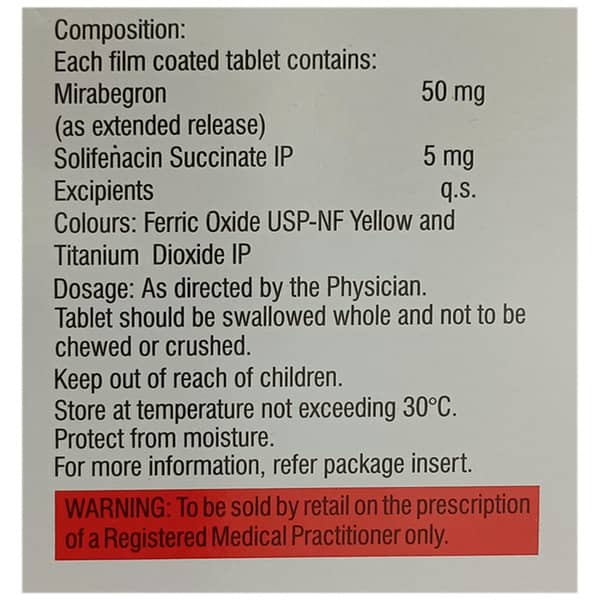 Composition:
Each film coated tablet contains:
Mirabegron 50 mg
(as extended release)
Solifenacin Succinate IP 5 mg
Excipients q.s.
Colours: Ferric Oxide USP-NF Yellow and
Titanium Dioxide IP
Dosage: As directed by the Physician.
Tablet should be swallowed whole and not to be
chewed or crushed.
Keep out of reach of children.
Store at temperature not exceeding 30°C.
Protect from moisture.
For more information, refer package insert.
WARNING: To be sold by retail on the prescription
of a Registered Medical Practitioner only.